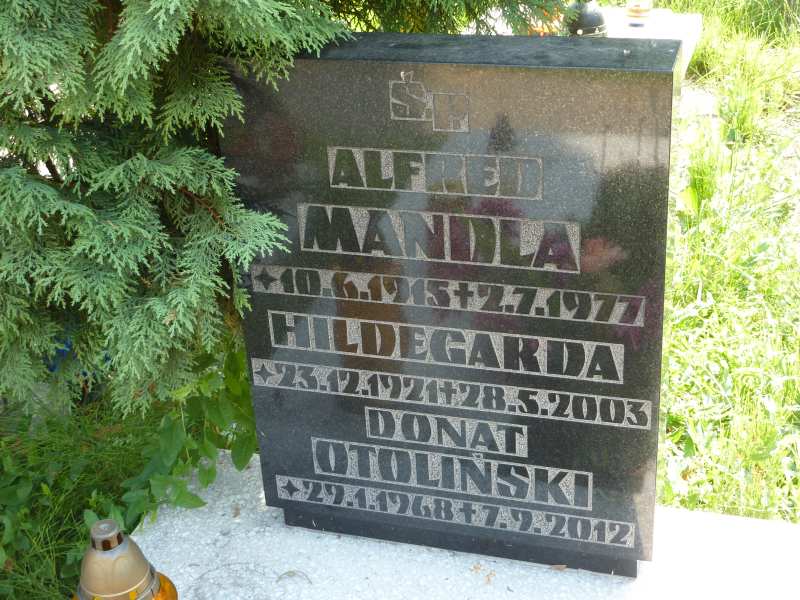 Ś.K
ALFRED
MANDLA
✦10.6.1915✝2.7.1977
HILDEGARDA
✦23.12.1921✝28.5.2003
DONAT
OTOLIŃSKI
✦29.1.1968✝7.9.2012